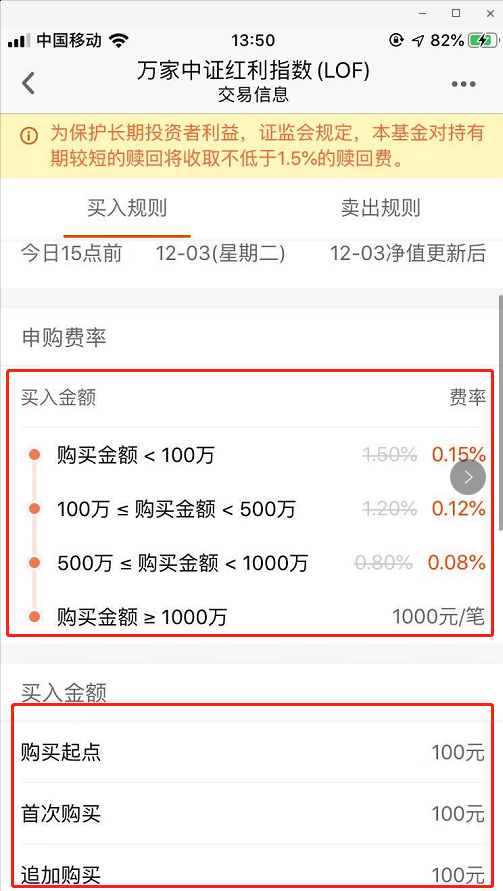 中国移动 13:50 82%
万家中证红利指数(LOF)
交易信息
为保护长期投资者利益，证监会规定，本基金对持有
期较短的赎回将收取不低于1.5%的赎回费。
买入规则 卖出规则
今日15点前 12-03(星期二) 12-03净值更新后
申购费率
买入金额 费率
购买金额 < 100万 1.50% 0.15%
100万 ≤ 购买金额 < 500万 1.20% 0.12%
500万 ≤ 购买金额 < 1000万 0.80% 0.08%
购买金额 ≥ 1000万 1000元/笔
买入金额
购买起点 100元
首次购买 100元
追加购买 100元